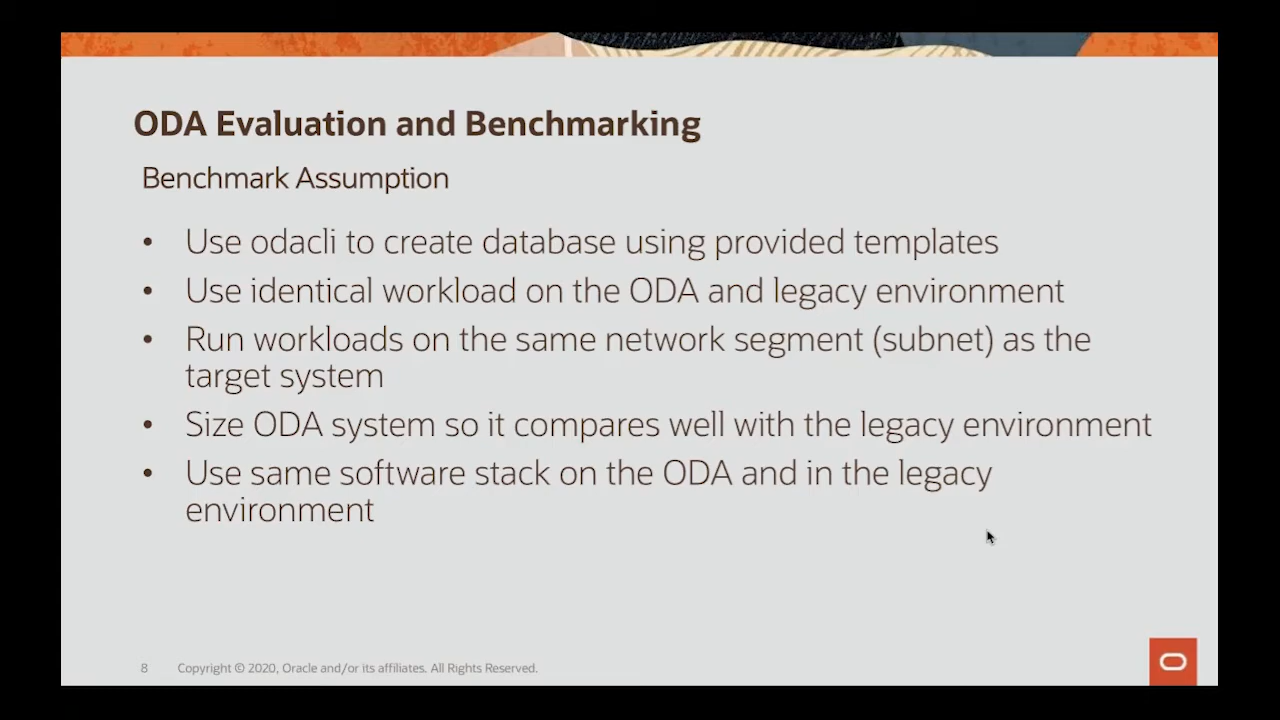 ODA Evaluation and Benchmarking
Benchmark Assumption
• Use odacli to create database using provided templates
• Use identical workload on the ODA and legacy environment
• Run workloads on the same network segment (subnet) as the
target system
• Size ODA system so it compares well with the legacy environment
• Use same software stack on the ODA and in the legacy
environment
8 Copyright © 2020, Oracle and/or its affiliates. All Rights Reserved.